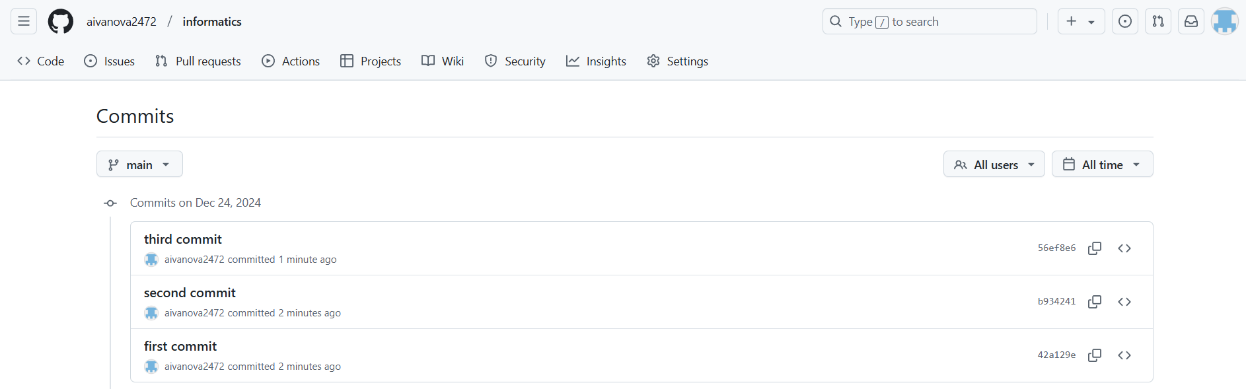 aivanova2472 / informatics
Type / to search
Code Issues Pull requests Actions Projects Wiki Security Insights Settings
Commits
main
All users All time
Commits on Dec 24, 2024
third commit
aivanova2472 committed 1 minute ago
56ef8e6
second commit
aivanova2472 committed 2 minutes ago
b934241
first commit
aivanova2472 committed 2 minutes ago
42a129e